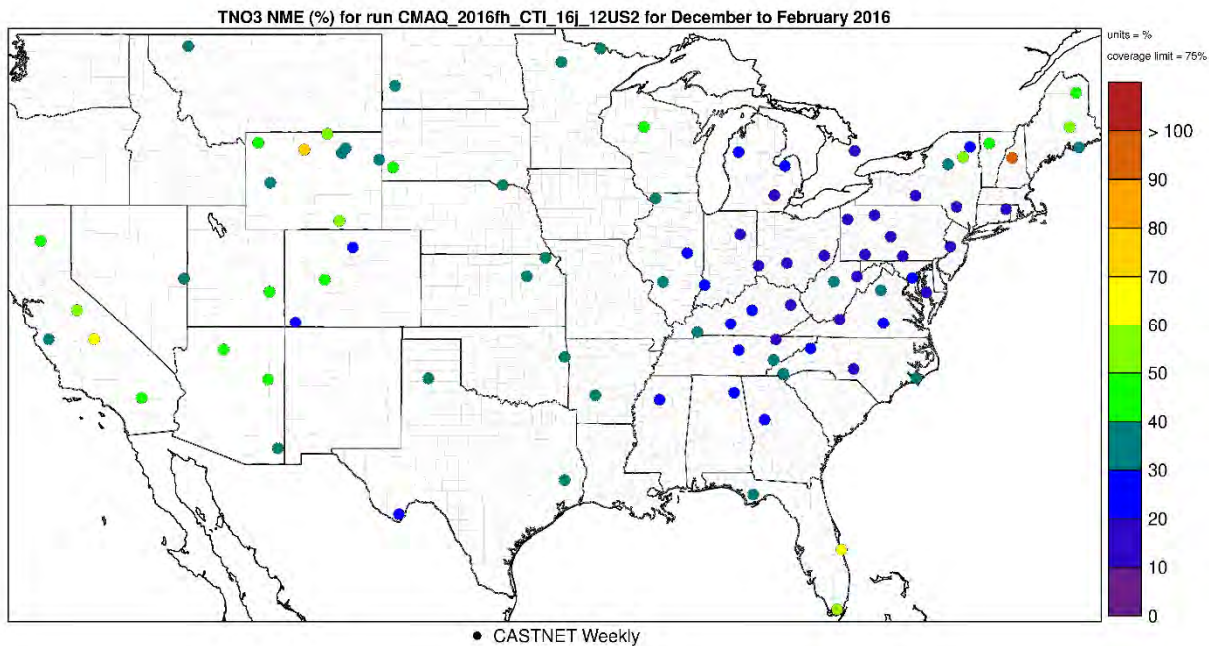 TNO3 NME (%) for run CMAQ_2016fh_CTI_16j_12US2 for December to February 2016
units = %
coverage limit = 75%
> 100
90
80
70
60
50
40
30
20
10
0
CASTNET Weekly